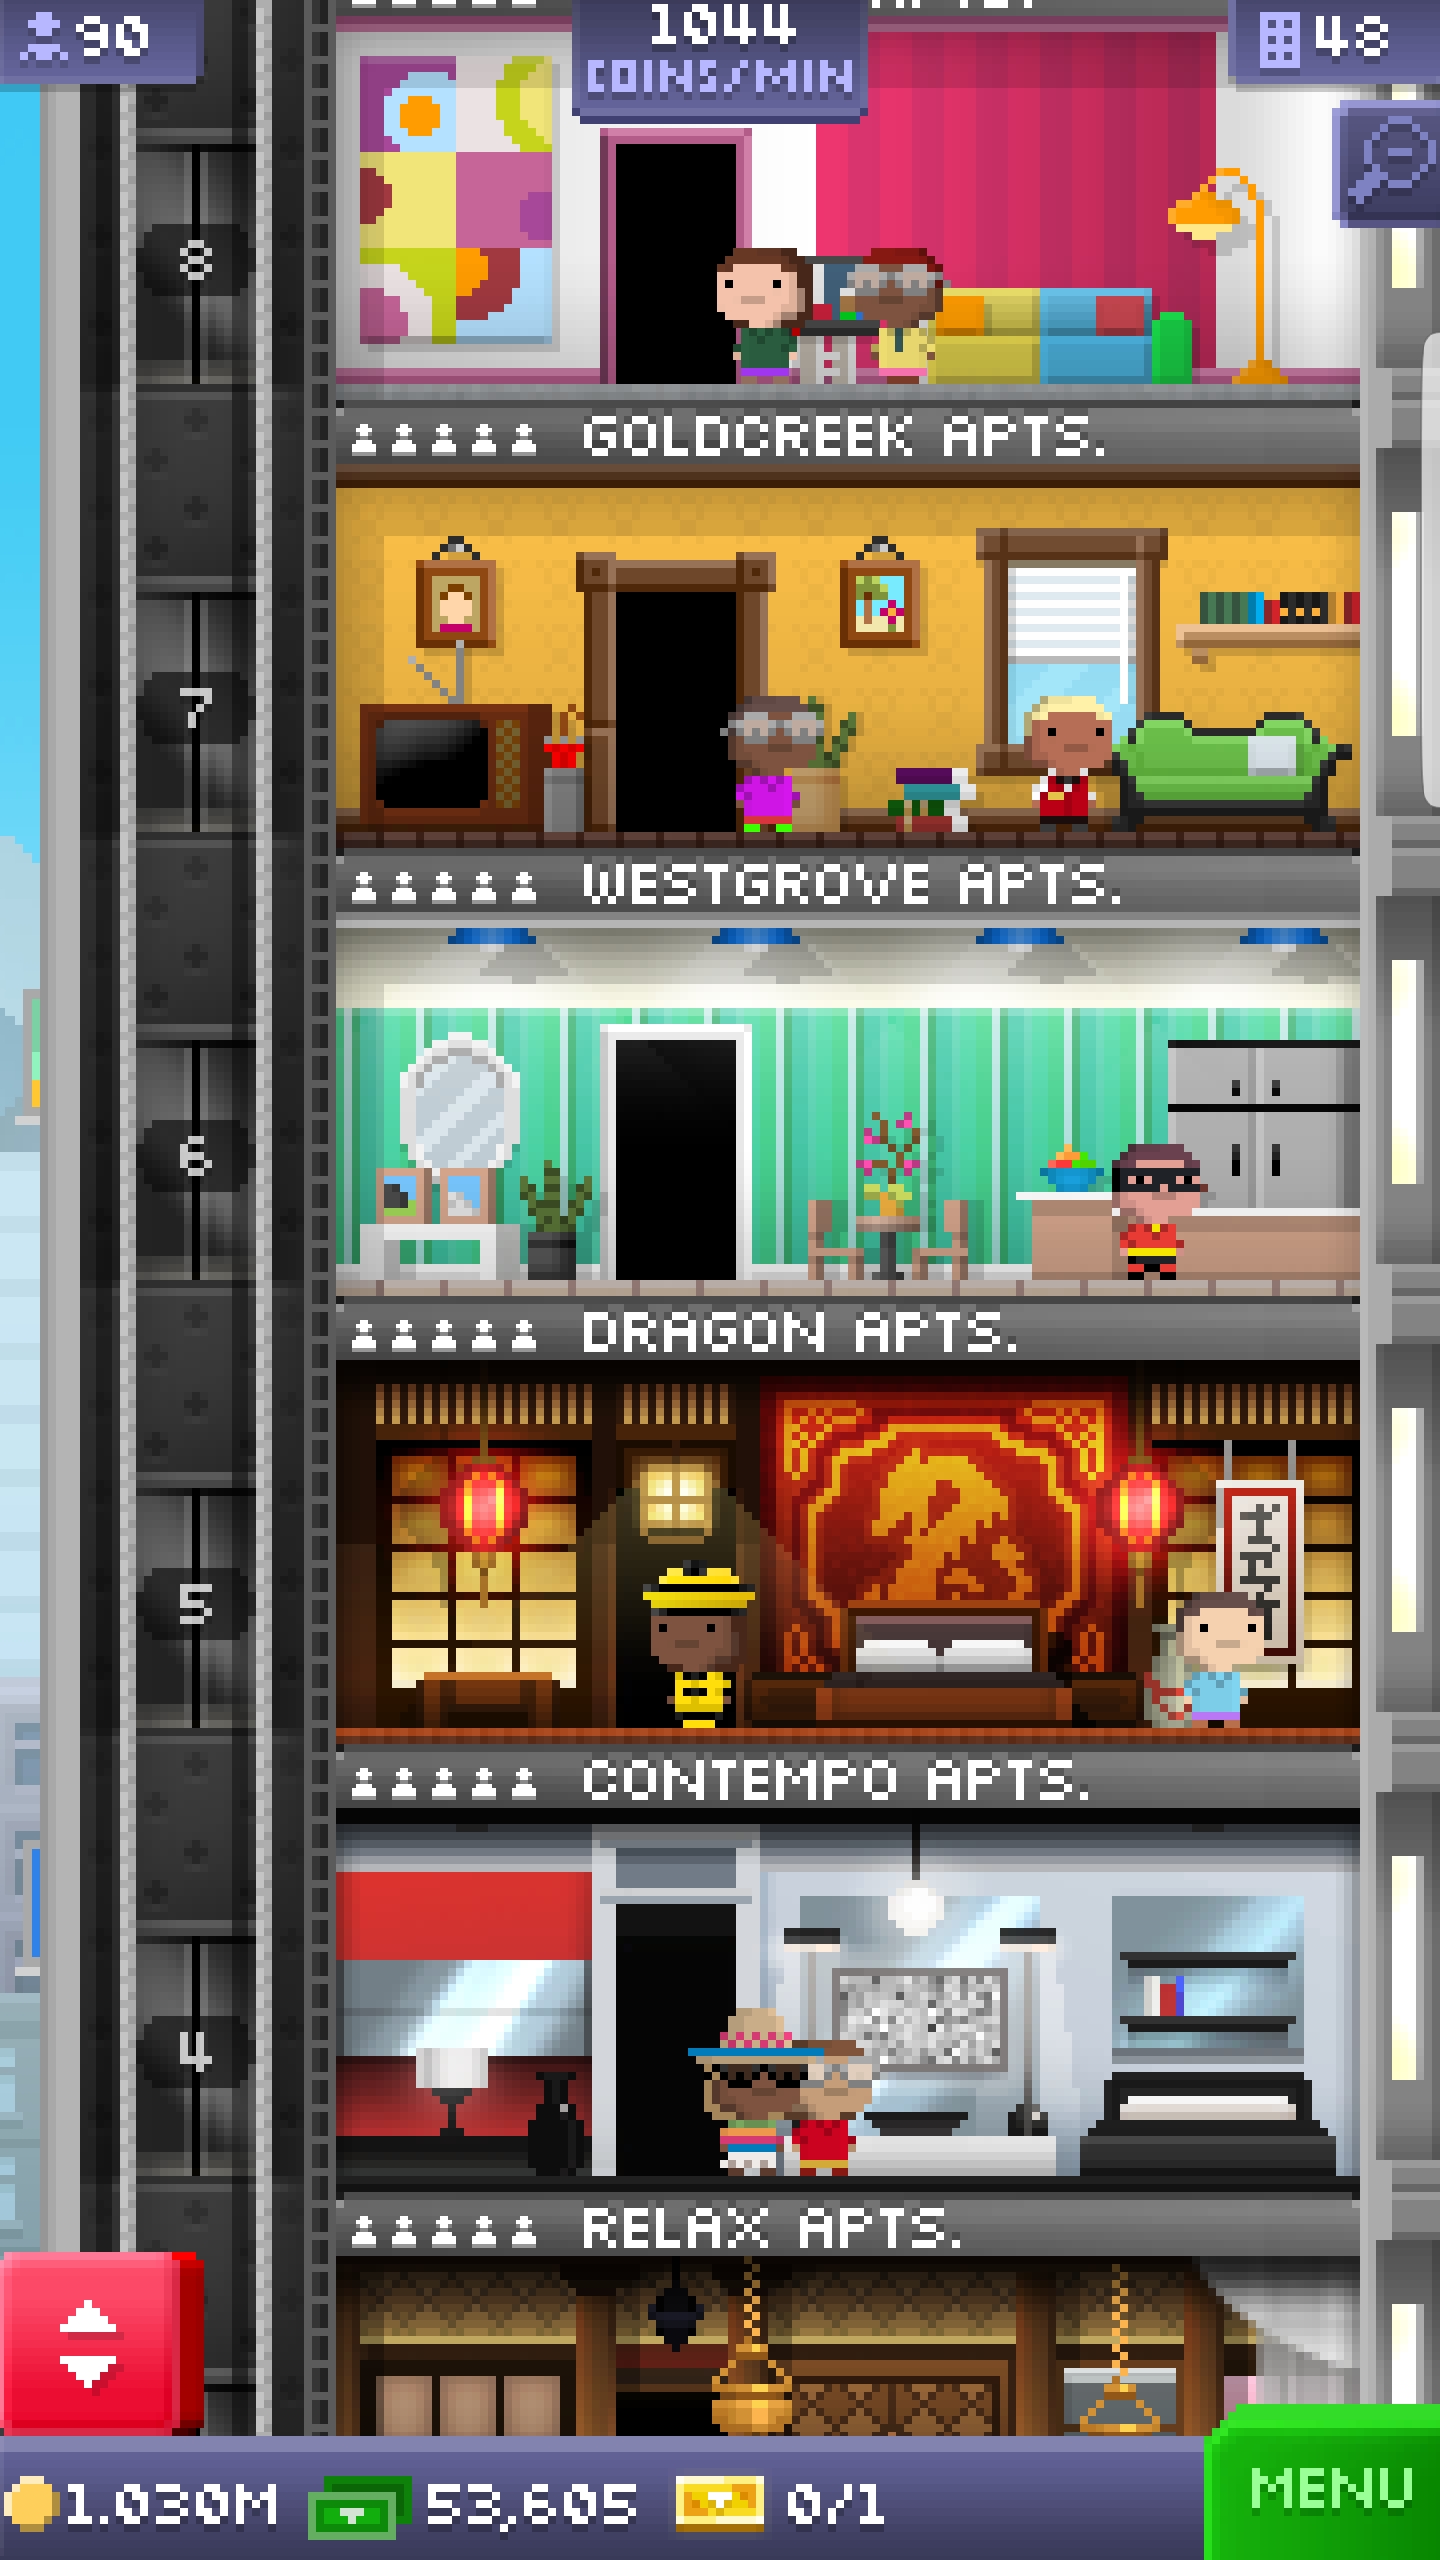 90
1044
COINS/MIN
48
8
GOLDCREEK APTS.
7
WESTGROVE APTS.
6
DRAGON APTS.
5
CONTEMPO APTS.
4
RELAX APTS.
1.030M
53,605
0/1
MENU